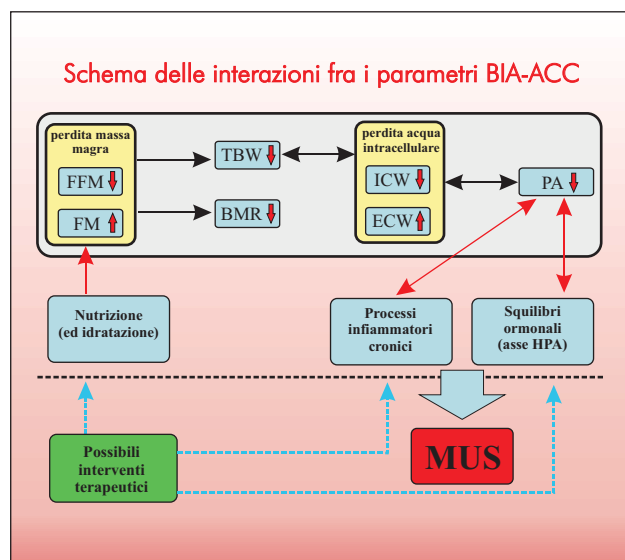 Schema delle interazioni fra i parametri BIA-ACC
perdita massa
magra
FFM
FM
TBW
BMR
perdita acqua
intracellulare
ICW
ECW
PA
Nutrizione
(ed idratazione)
Processi
infiammatori
cronici
Squilibri
ormonali
(asse HPA)
Possibili
interventi
terapeutici
MUS